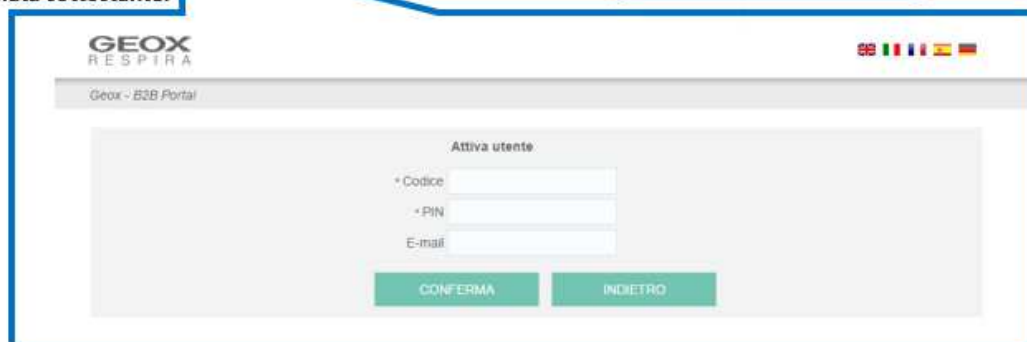 GEOX
RESPIRA
Geox - B2B Portal
Attiva utente
* Codice
* PIN
E-mail
CONFERMA
INDIETRO